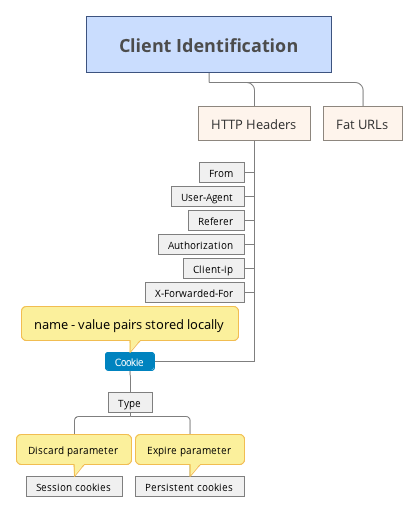 Client Identification
HTTP Headers
Fat URLs
From
User-Agent
Referer
Authorization
Client-ip
X-Forwarded-For
name - value pairs stored locally
Cookie
Type
Discard parameter
Expire parameter
Session cookies
Persistent cookies